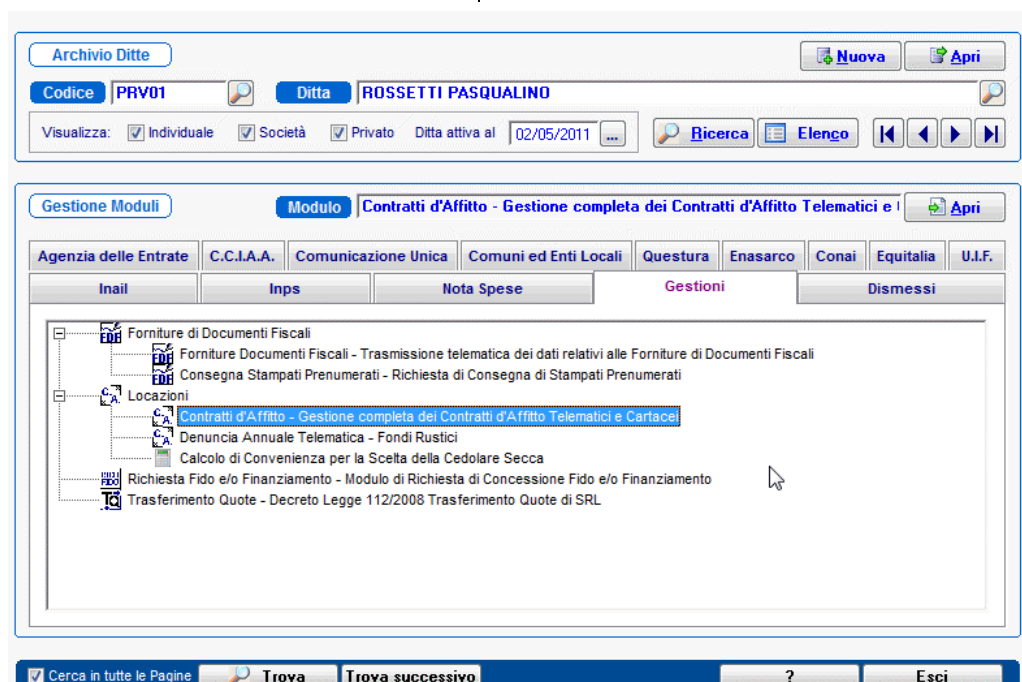 Archivio Ditte Nuova Apri
Codice PRV01 Ditta ROSSETTI PASQUALINO
Visualizza: Individuale Società Privato Ditta attiva al 02/05/2011 ... Ricerca Elenco
Gestione Moduli Modulo Contratti d'Affitto - Gestione completa dei Contratti d'Affitto Telematici e Apri
Agenzia delle Entrate C.C.I.A.A. Comunicazione Unica Comuni ed Enti Locali Questura Enasarco Conai Equitalia U.I.F.
Inail Inps Nota Spese Gestioni Dismessi
Forniture di Documenti Fiscali
Forniture Documenti Fiscali - Trasmissione telematica dei dati relativi alle Forniture di Documenti Fiscali
Consegna Stampati Prenumerati - Richiesta di Consegna di Stampati Prenumerati
Locazioni
Contratti d'Affitto - Gestione completa dei Contratti d'Affitto Telematici e Cartacei
Denuncia Annuale Telematica - Fondi Rustici
Calcolo di Convenienza per la Scelta della Cedolare Secca
Richiesta Fido e/o Finanziamento - Modulo di Richiesta di Concessione Fido e/o Finanziamento
Trasferimento Quote - Decreto Legge 112/2008 Trasferimento Quote di SRL
Cerca in tutte le Pagine Trova Trova successivo ? Esci